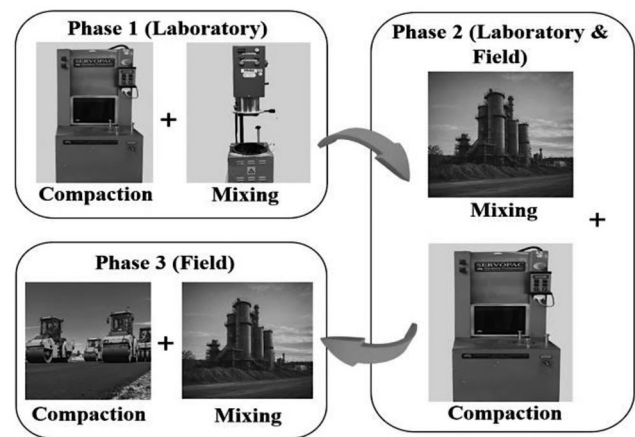 Phase 1 (Laboratory)
SERVOPAC
+
Compaction
Mixing
Phase 2 (Laboratory &
Field)
Mixing
+
SERVOPAC
Compaction
Phase 3 (Field)
+
Compaction
Mixing